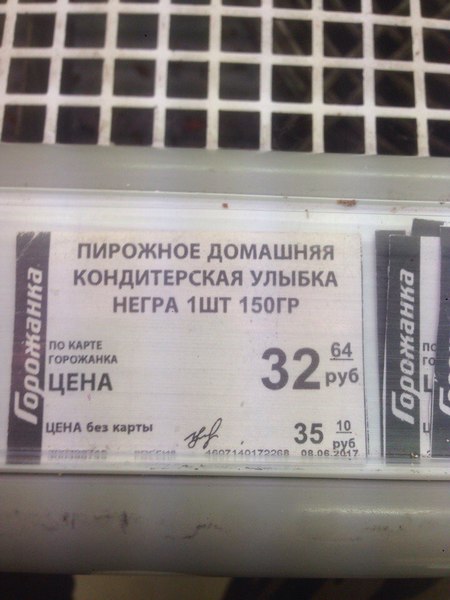 Горожанка
ПИРОЖНОЕ ДОМАШНЯЯ
КОНДИТЕРСКАЯ УЛЫБКА
НЕГРА 1ШТ 150ГР
ПО КАРТЕ
ГОРОЖАНКА
ЦЕНА
32 64 руб
ЦЕНА без карты
35 10 руб
4607140172268 08.06.2017
Горожанка